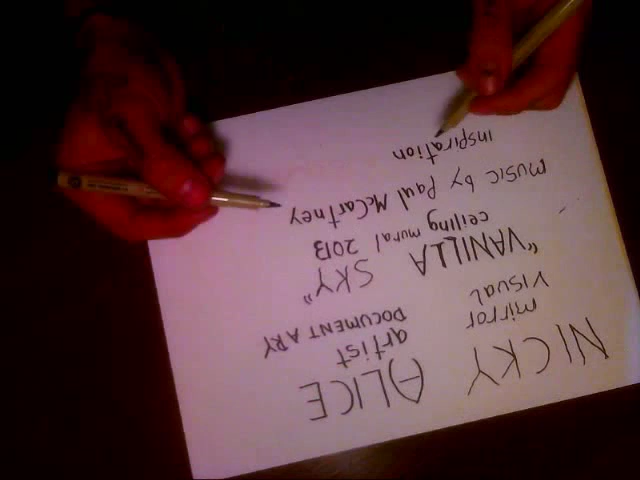 NICKY ALICE
mirror artist
VISUAL DOCUMENTARY
"VANILLA SKY"
ceiling mural 2013
music by Paul McCartney
inspiration